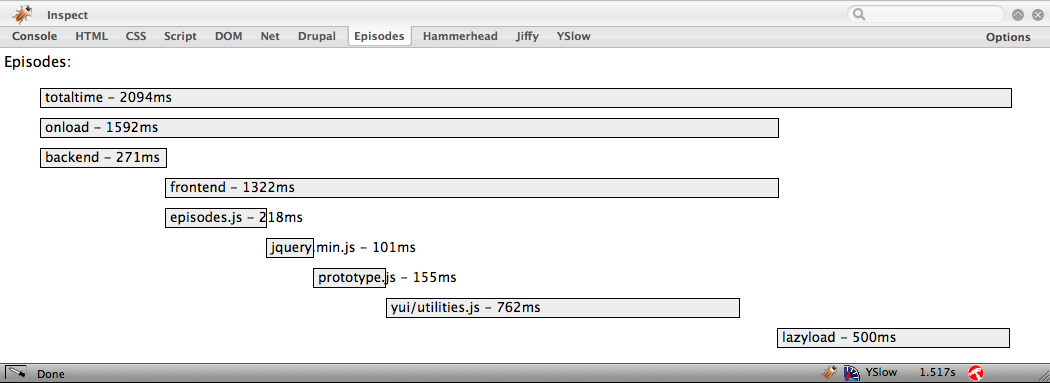 Inspect
Console HTML CSS Script DOM Net Drupal Episodes Hammerhead Jiffy YSlow Options
Episodes:
totaltime - 2094ms
onload - 1592ms
backend - 271ms
frontend - 1322ms
episodes.js - 218ms
jquery.min.js - 101ms
prototype.js - 155ms
yui/utilities.js - 762ms
lazyload - 500ms
Done YSlow 1.517s